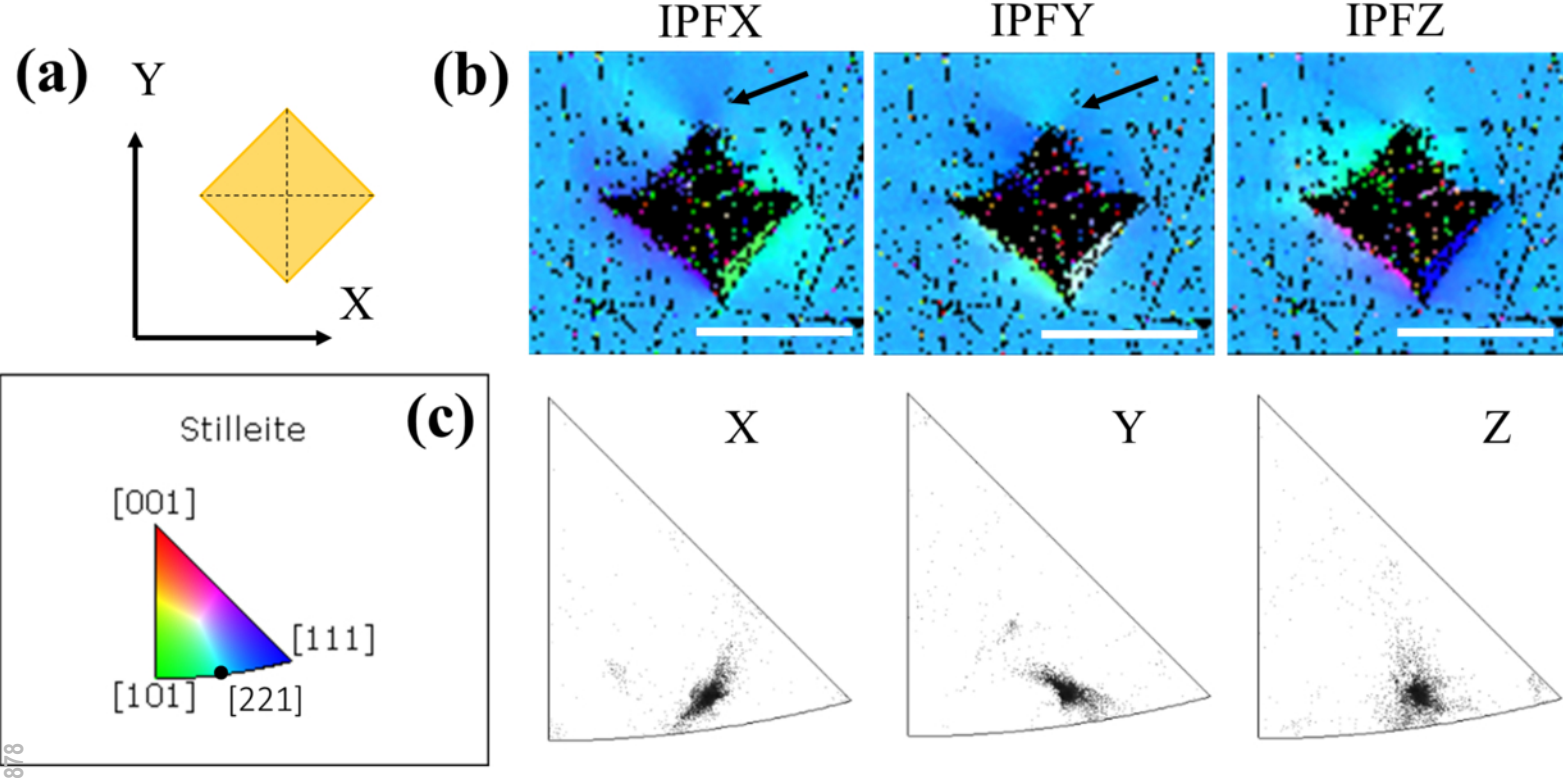 IPFX IPFY IPFZ
(a) Y (b)
X
Stilleite (c) X Y Z
[001]
[111]
[101] [221]
878